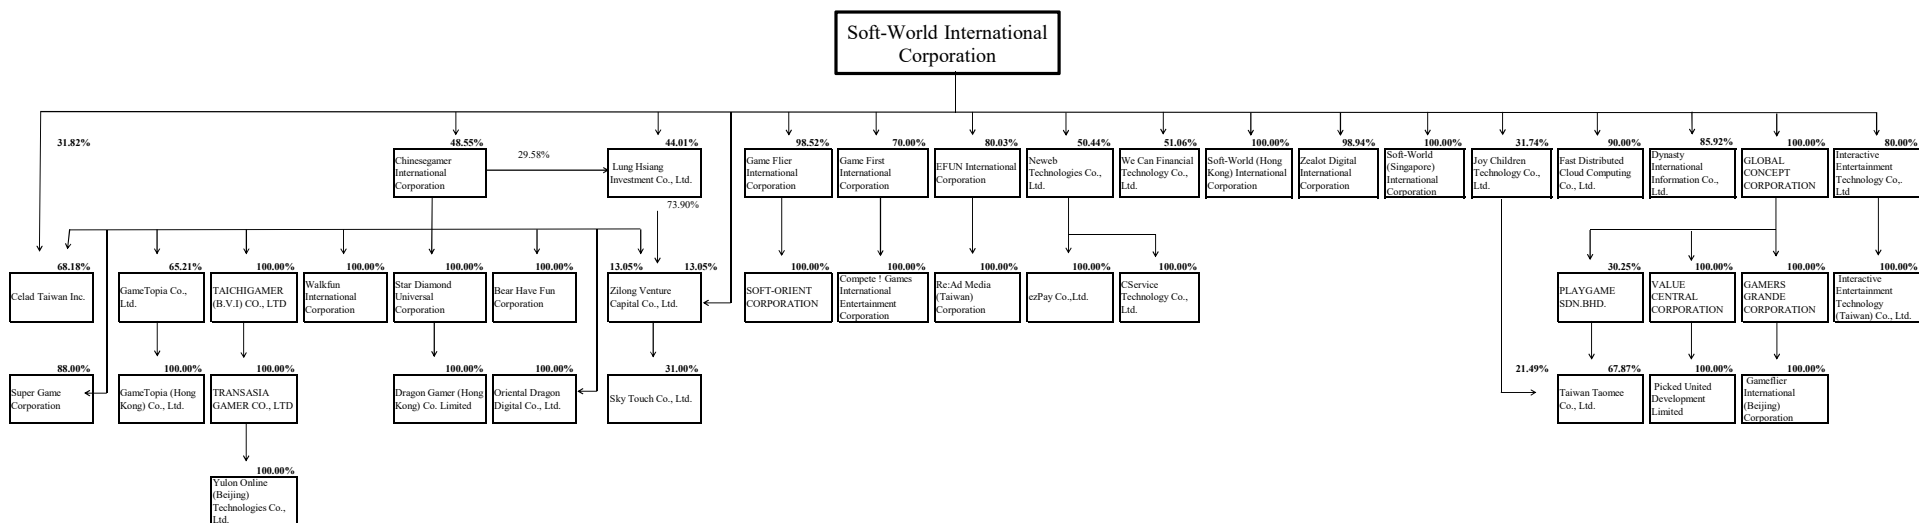 Soft-World International
Corporation
31.82%
48.55%
29.58%
44.01%
98.52%
70.00%
80.03%
50.44%
51.06%
100.00%
98.94%
100.00%
31.74%
90.00%
85.92%
100.00%
80.00%
Chinesegamer
International
Corporation
Lung Hsiang
Investment Co., Ltd.
Game Flier
International
Corporation
Game First
International
Corporation
EFUN International
Corporation
Neweb
Technologies Co.,
Ltd.
We Can Financial
Technology Co., Ltd.
Soft-World (Hong
Kong) International
Corporation
Zealot Digital
International
Corporation
Soft-World
(Singapore)
International
Corporation
Joy Children
Technology Co.,
Ltd.
Fast Distributed
Cloud Computing
Co., Ltd.
Dynasty
International
Information Co.,
Ltd.
GLOBAL
CONCEPT
CORPORATION
Interactive
Entertainment
Technology Co,.
Ltd
73.90%
68.18%
65.21%
100.00%
100.00%
100.00%
100.00%
13.05%
13.05%
100.00%
100.00%
100.00%
100.00%
100.00%
30.25%
100.00%
100.00%
100.00%
Celad Taiwan Inc.
GameTopia Co.,
Ltd.
TAICHIGAMER
(B.V.I) CO., LTD
Walkfun
International
Corporation
Star Diamond
Universal
Corporation
Bear Have Fun
Corporation
Zilong Venture
Capital Co., Ltd.
SOFT-ORIENT
CORPORATION
Compete ! Games
International
Entertainment
Corporation
Re:Ad Media
(Taiwan)
Corporation
ezPay Co.,Ltd.
CService
Technology Co.,
Ltd.
PLAYGAME
SDN.BHD.
VALUE
CENTRAL
CORPORATION
GAMERS
GRANDE
CORPORATION
Interactive
Entertainment
Technology
(Taiwan) Co., Ltd.
88.00%
100.00%
100.00%
100.00%
100.00%
31.00%
21.49%
67.87%
100.00%
100.00%
Super Game
Corporation
GameTopia (Hong
Kong) Co., Ltd.
TRANSASIA
GAMER CO., LTD
Dragon Gamer (Hong
Kong) Co. Limited
Oriental Dragon
Digital Co., Ltd.
Sky Touch Co., Ltd.
Taiwan Taomee
Co., Ltd.
Picked United
Development
Limited
Gameflier
International
(Beijing)
Corporation
100.00%
Yulon Online
(Beijing)
Technologies Co.,
Ltd.